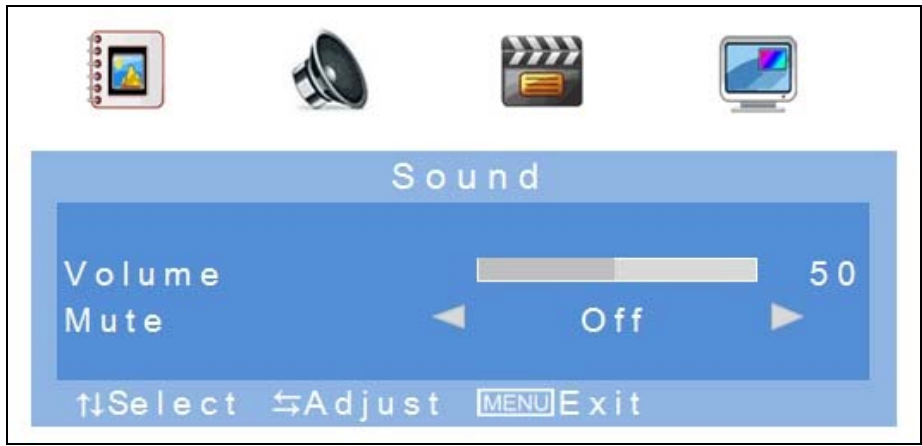 Sound
Volume 50
Mute Off
↑↓Select ⇆Adjust MENU Exit